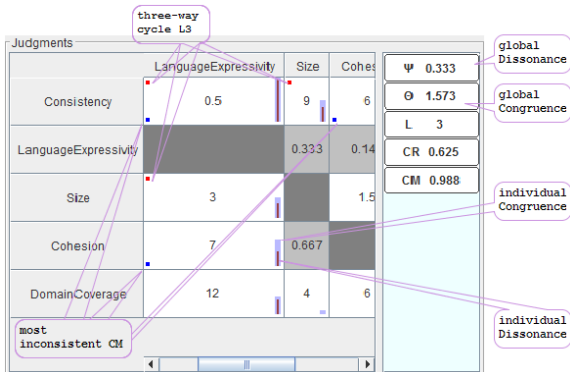 three-way
cycle L3
Judgments
LanguageExpressivity Size Cohes
Consistency 0.5 9 6
LanguageExpressivity 0.333 0.14
Size 3 1.5
Cohesion 7 0.667
DomainCoverage 12 4 6
most
inconsistent CM
Ψ 0.333
Θ 1.573
L 3
CR 0.625
CM 0.988
global
Dissonance
global
Congruence
individual
Congruence
individual
Dissonance